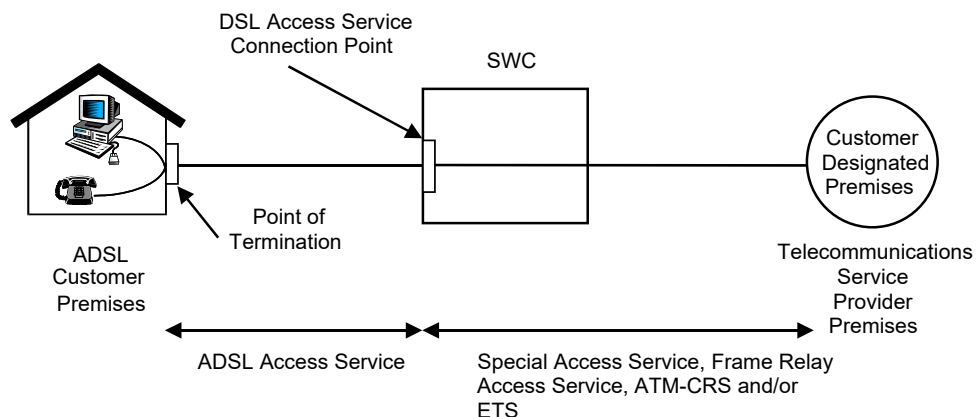 DSL Access Service
Connection Point
SWC
Customer
Designated
Premises
Point of
Termination
ADSL
Customer
Premises
Telecommunications
Service
Provider
Premises
ADSL Access Service
Special Access Service, Frame Relay
Access Service, ATM-CRS and/or
ETS